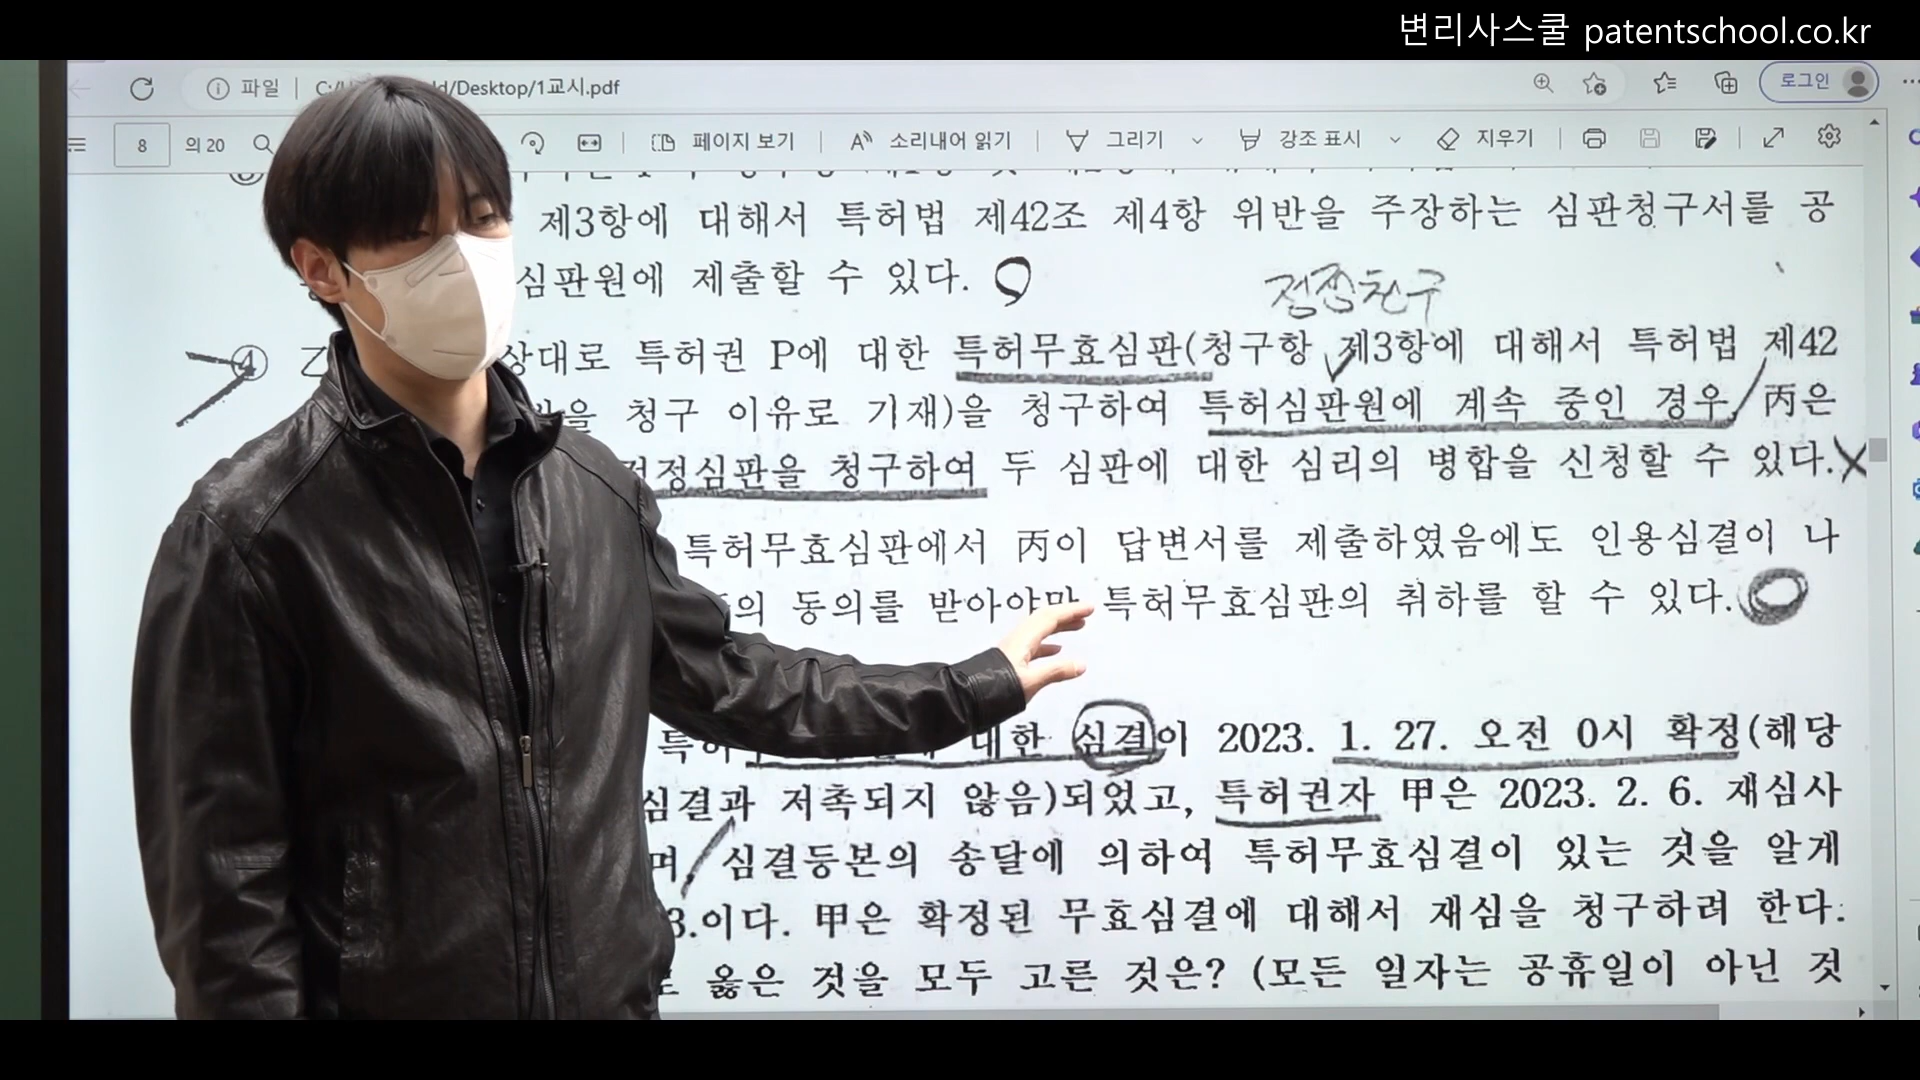 변리사스쿨 patentschool.co.kr
파일 | C:/ d/Desktop/1교시.pdf
로그인
8 의 20 페이지 보기 소리내어 읽기 그리기 강조 표시 지우기
제3항에 대해서 특허법 제42조 제4항 위반을 주장하는 심판청구서를 공
심판원에 제출할 수 있다.
정정친구
④ 乙 상대로 특허권 P에 대한 특허무효심판(청구항 제3항에 대해서 특허법 제42
을 청구 이유로 기재)을 청구하여 특허심판원에 계속 중인 경우, 丙은
정심판을 청구하여 두 심판에 대한 심리의 병합을 신청할 수 있다. X
특허무효심판에서 丙이 답변서를 제출하였음에도 인용심결이 나
의 동의를 받아야만 특허무효심판의 취하를 할 수 있다.
특허 대한 심결이 2023. 1. 27. 오전 0시 확정(해당
심결과 저촉되지 않음)되었고, 특허권자 甲은 2023. 2. 6. 재심사
며, 심결등본의 송달에 의하여 특허무효심결이 있는 것을 알게
3.이다. 甲은 확정된 무효심결에 대해서 재심을 청구하려 한다.
옳은 것을 모두 고른 것은? (모든 일자는 공휴일이 아닌 것